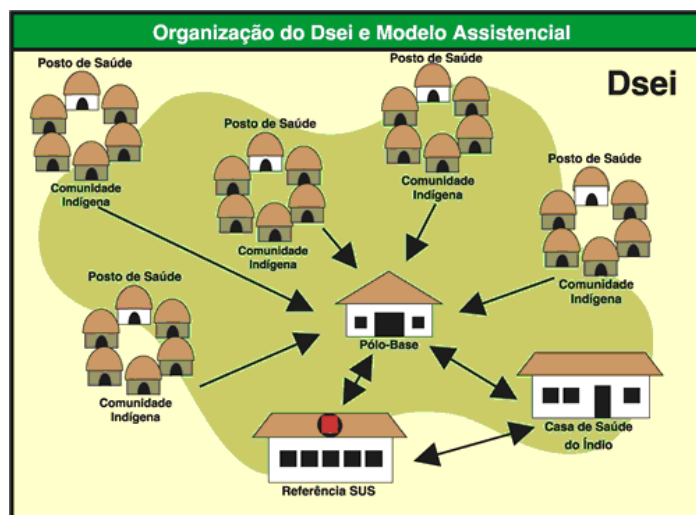 Organização do Dsei e Modelo Assistencial
Dsei
Posto de Saúde
Comunidade
Indígena
Posto de Saúde
Comunidade
Indígena
Posto de Saúde
Comunidade
Indígena
Posto de Saúde
Comunidade
Indígena
Posto de Saúde
Comunidade
Indígena
Pólo-Base
Casa de Saúde
do Índio
Referência SUS